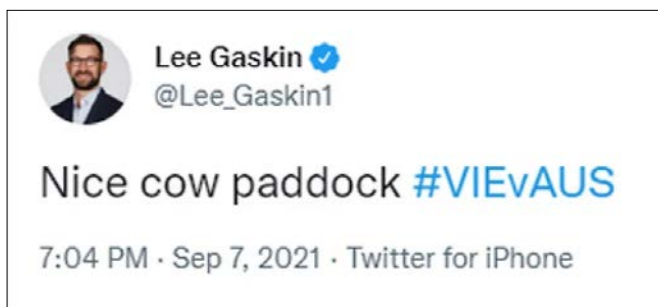 Lee Gaskin
@Lee_Gaskin1
Nice cow paddock #VIEvAUS
7:04 PM · Sep 7, 2021 · Twitter for iPhone